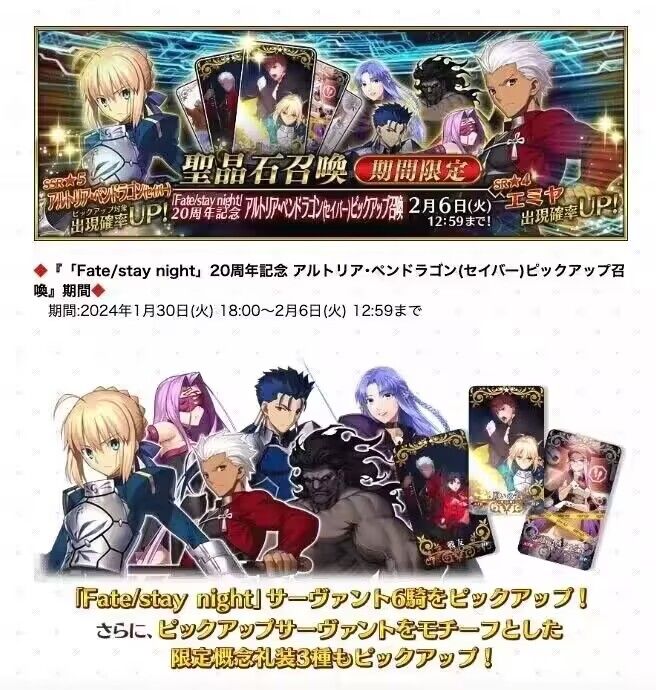 聖晶石召喚 期間限定
SSR★5
アルトリア・ペンドラゴン(セイバー)
ピックアップ対象
出現確率UP!
「Fate/stay night」
20周年記念 アルトリア・ペンドラゴン(セイバー)ピックアップ召喚
2月6日(火)
12:59まで!
SR★4
エミヤ
出現確率UP!
◆『「Fate/stay night」20周年記念 アルトリア・ペンドラゴン(セイバー)ピックアップ召
喚』期間◆
期間:2024年1月30日(火) 18:00～2月6日(火) 12:59まで
「Fate/stay night」サーヴァント6騎をピックアップ！
さらに、ピックアップサーヴァントをモチーフとした
限定概念礼装3種もピックアップ！